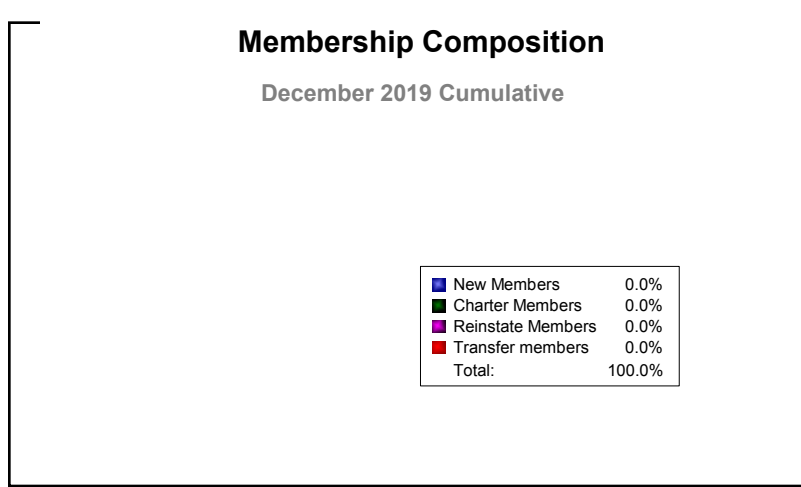 Membership Composition
December 2019 Cumulative
New Members 0.0%
Charter Members 0.0%
Reinstate Members 0.0%
Transfer members 0.0%
Total: 100.0%